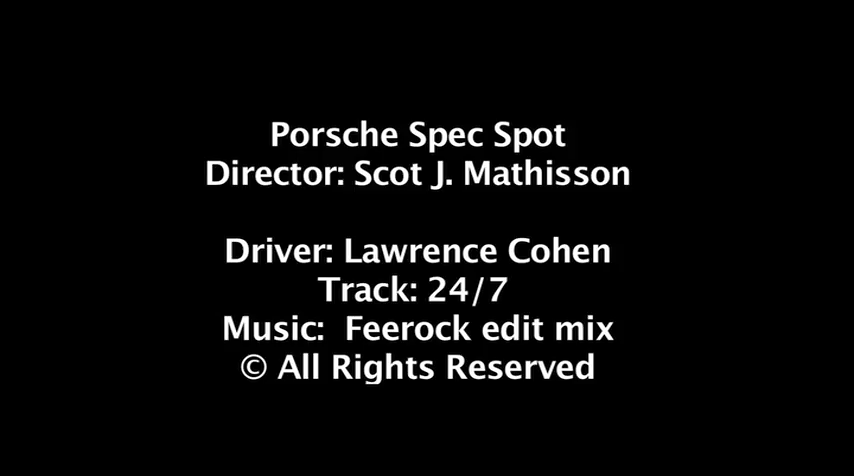 Porsche Spec Spot
Director: Scot J. Mathisson
Driver: Lawrence Cohen
Track: 24/7
Music:  Feerock edit mix
© All Rights Reserved